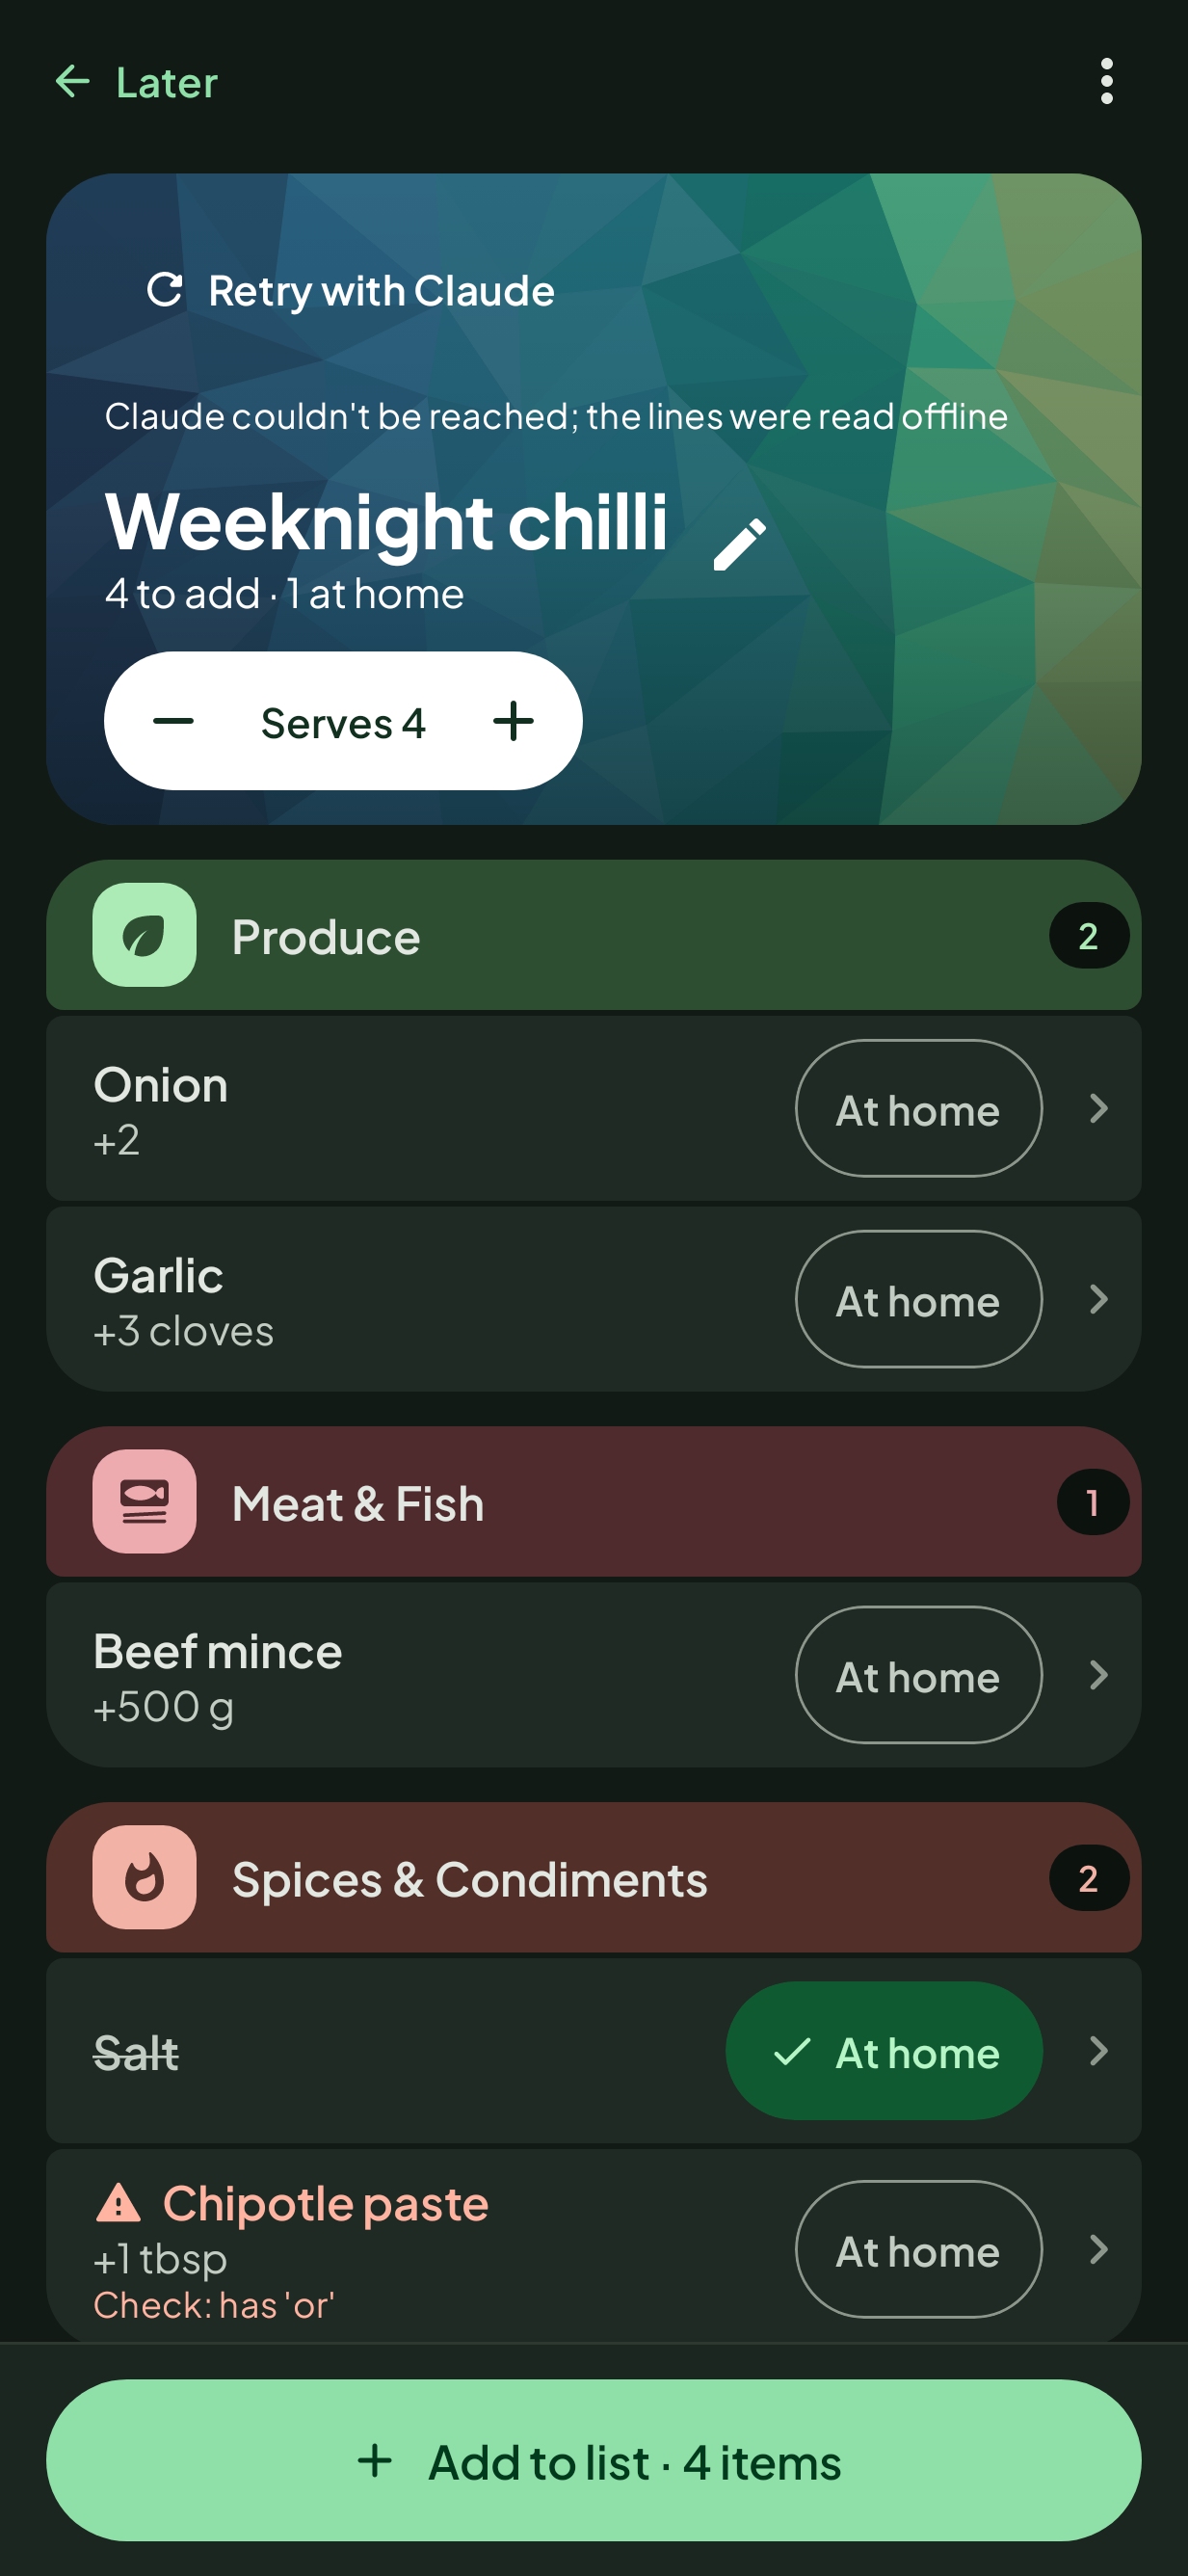 Later
Retry with Claude
Claude couldn't be reached; the lines were read offline
Weeknight chilli
4 to add · 1 at home
Serves 4
Produce
2
Onion
+2
At home
Garlic
+3 cloves
At home
Meat & Fish
1
Beef mince
+500 g
At home
Spices & Condiments
2
Salt
At home
Chipotle paste
+1 tbsp
Check: has 'or'
At home
Add to list · 4 items